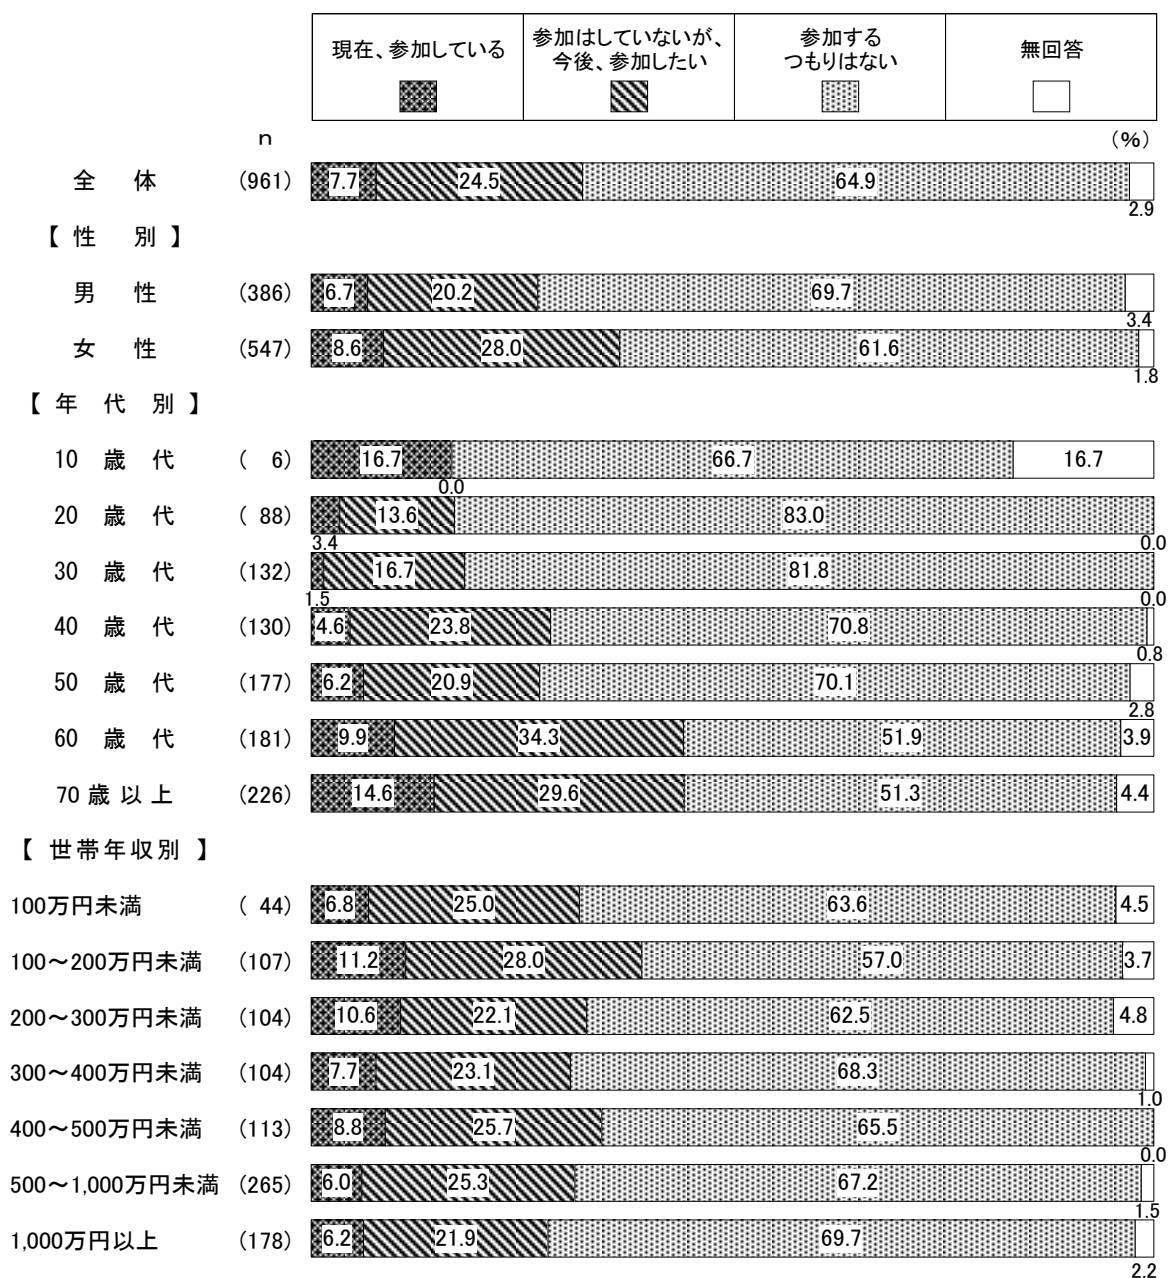 現在、参加している
参加はしていないが、
今後、参加したい
参加する
つもりはない
無回答
n
(%)
全 体 (961) 7.7 24.5 64.9 2.9
【 性 別 】
男 性 (386) 6.7 20.2 69.7 3.4
女 性 (547) 8.6 28.0 61.6 1.8
【 年 代 別 】
10 歳 代 ( 6) 16.7 0.0 66.7 16.7
20 歳 代 ( 88) 3.4 13.6 83.0 0.0
30 歳 代 (132) 1.5 16.7 81.8 0.0
40 歳 代 (130) 4.6 23.8 70.8 0.8
50 歳 代 (177) 6.2 20.9 70.1 2.8
60 歳 代 (181) 9.9 34.3 51.9 3.9
70 歳 以 上 (226) 14.6 29.6 51.3 4.4
【 世帯年収別 】
100万円未満 ( 44) 6.8 25.0 63.6 4.5
100～200万円未満 (107) 11.2 28.0 57.0 3.7
200～300万円未満 (104) 10.6 22.1 62.5 4.8
300～400万円未満 (104) 7.7 23.1 68.3 1.0
400～500万円未満 (113) 8.8 25.7 65.5 0.0
500～1,000万円未満 (265) 6.0 25.3 67.2 1.5
1,000万円以上 (178) 6.2 21.9 69.7 2.2